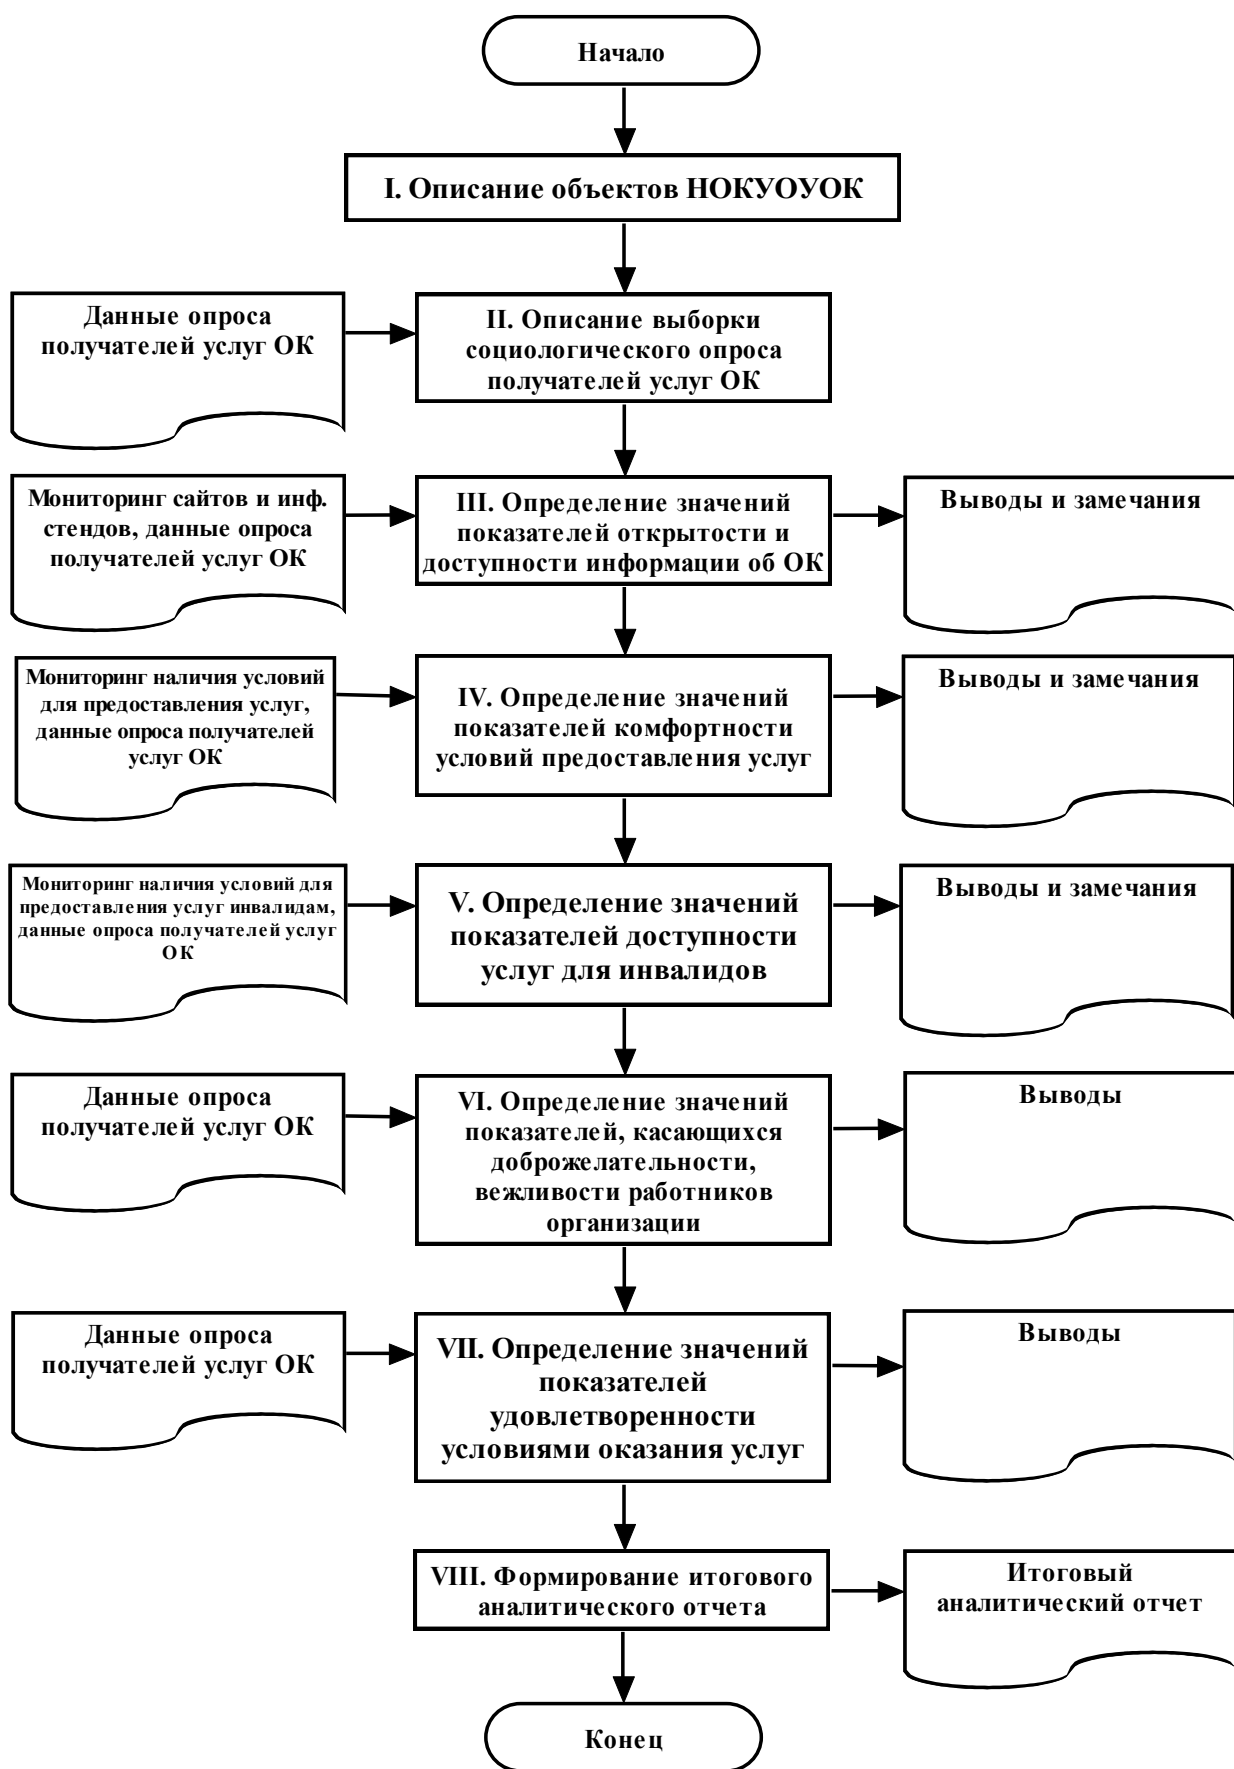 Начало
I. Описание объектов НОКУОУОК
Данные опроса
получателей услуг ОК
II. Описание выборки
социологического опроса
получателей услуг ОК
Мониторинг сайтов и инф.
стендов, данные опроса
получателей услуг ОК
III. Определение значений
показателей открытости и
доступности информации об ОК
Выводы и замечания
Мониторинг наличия условий
для предоставления услуг,
данные опроса получателей
услуг ОК
IV. Определение значений
показателей комфортности
условий предоставления услуг
Выводы и замечания
Мониторинг наличия условий для
предоставления услуг инвалидам,
данные опроса получателей услуг
ОК
V. Определение значений
показателей доступности
услуг для инвалидов
Выводы и замечания
Данные опроса
получателей услуг ОК
VI. Определение значений
показателей, касающихся
доброжелательности,
вежливости работников
организации
Выводы
Данные опроса
получателей услуг ОК
VII. Определение значений
показателей
удовлетворенности
условиями оказания услуг
Выводы
VIII. Формирование итогового
аналитического отчета
Итоговый
аналитический отчет
Конец